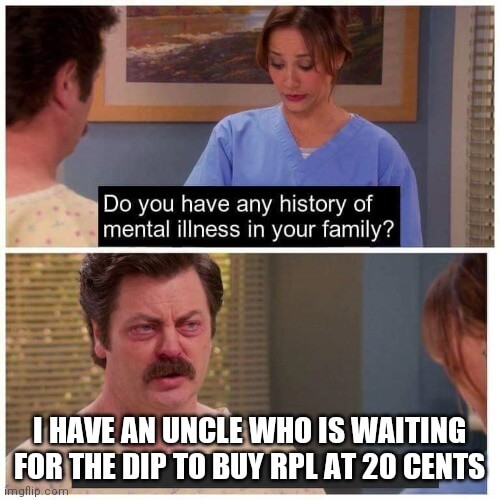 Do you have any history of
mental illness in your family?
I HAVE AN UNCLE WHO IS WAITING
FOR THE DIP TO BUY RPL AT 20 CENTS
imgflip.com